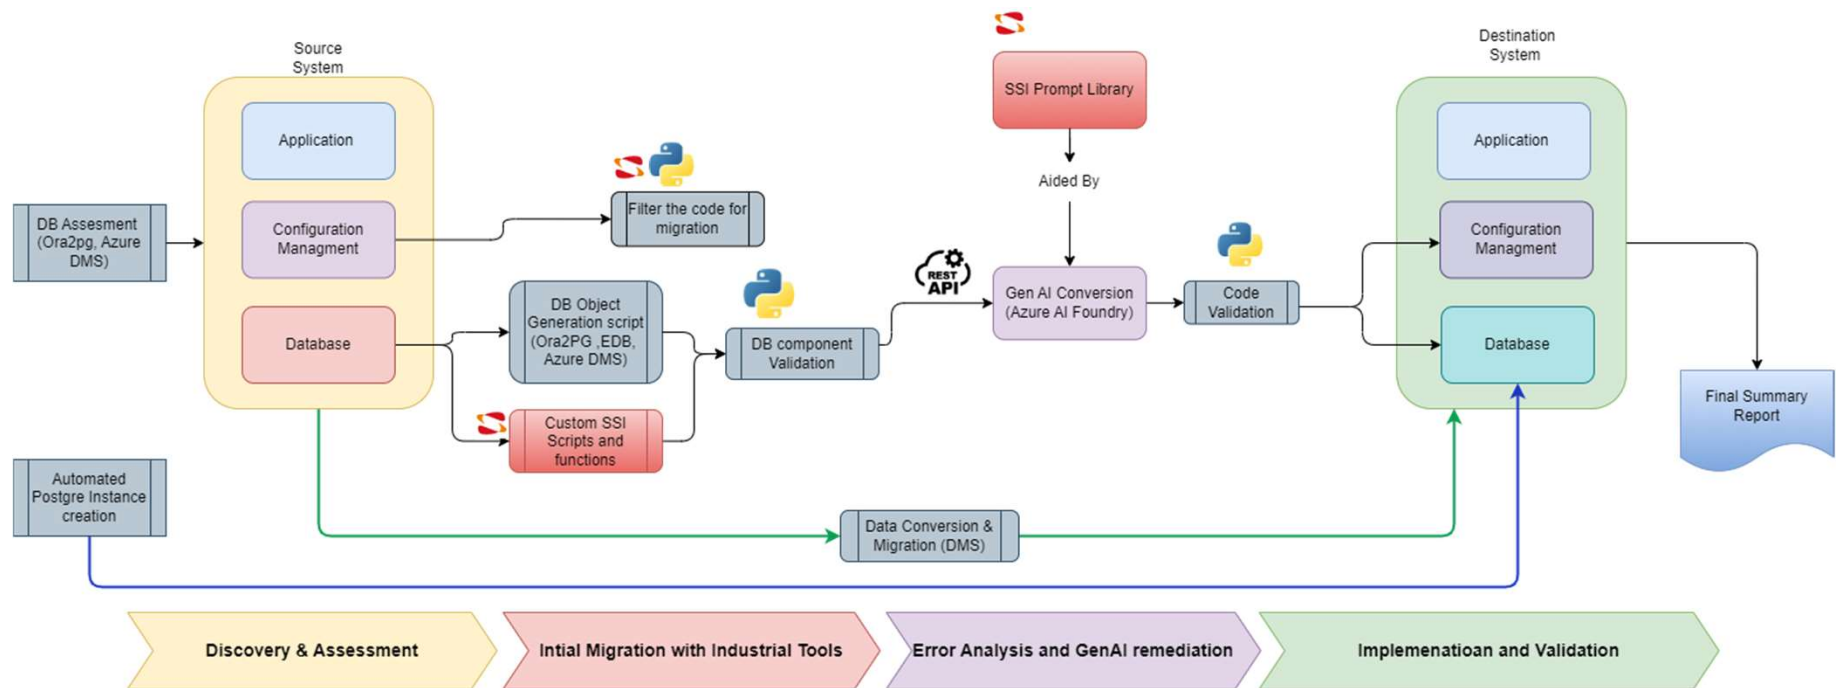 Source
System
Application
Configuration
Managment
Database
DB Assesment
(Ora2pg, Azure
DMS)
Automated
Postgre Instance
creation
Filter the code for
migration
DB Object
Generation script
(Ora2PG ,EDB,
Azure DMS)
Custom SSI
Scripts and
functions
DB component
Validation
REST
API
SSI Prompt Library
Aided By
Gen AI Conversion
(Azure AI Foundry)
Code
Validation
Data Conversion &
Migration (DMS)
Destination
System
Application
Configuration
Managment
Database
Final Summary
Report
Discovery & Assessment
Intial Migration with Industrial Tools
Error Analysis and GenAI remediation
Implemenatioan and Validation